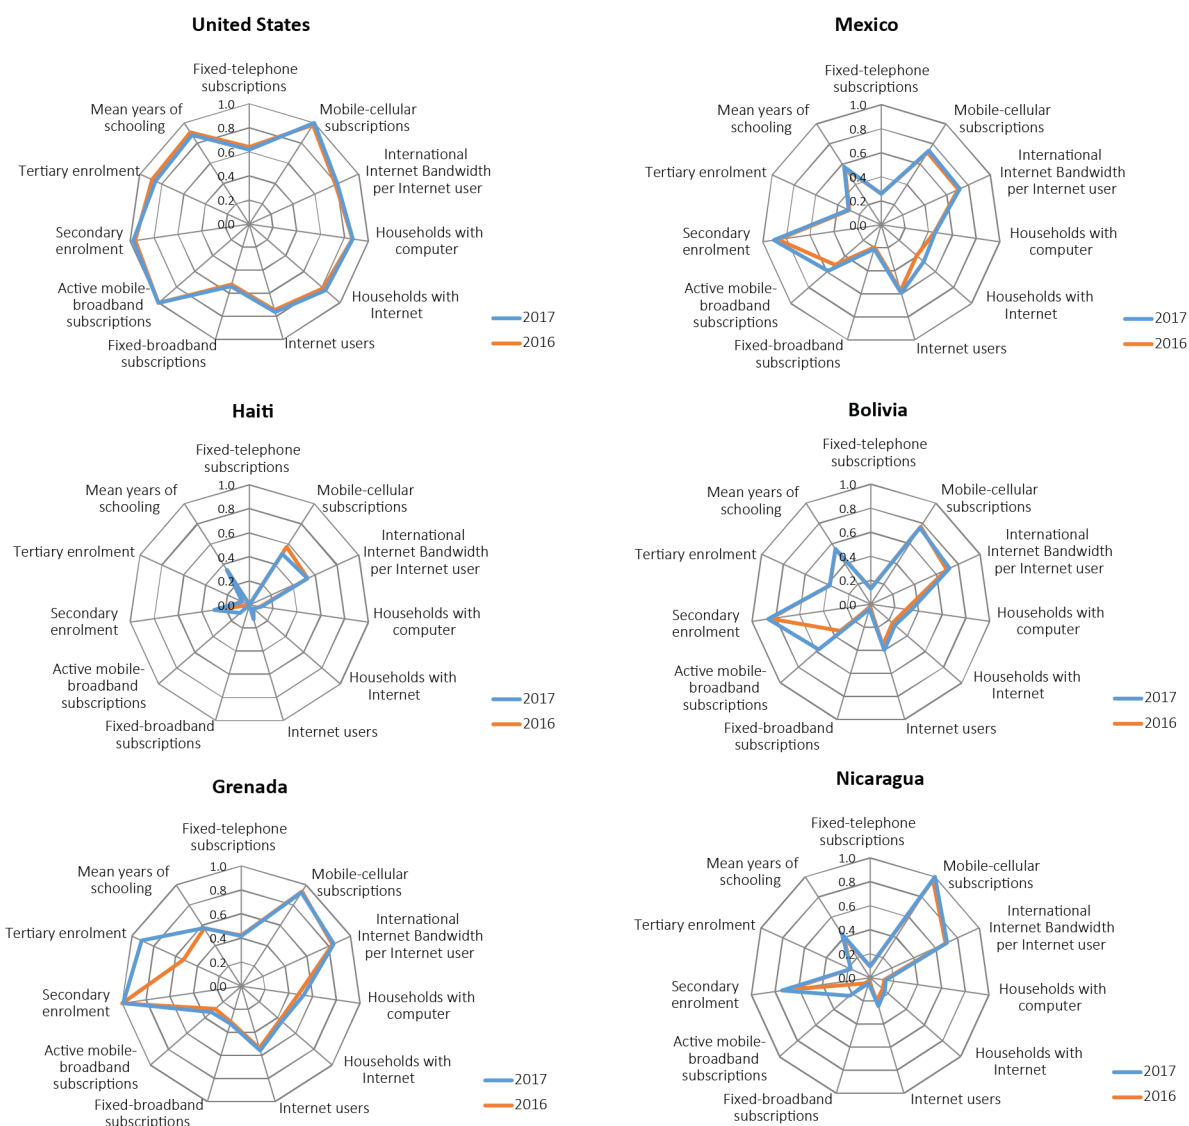 United States
Fixed-telephone
subscriptions
Mean years of
schooling
Mobile-cellular
subscriptions
1.0
0.8
0.6
0.4
0.2
0.0
International
Internet Bandwidth
per Internet user
Tertiary enrolment
Secondary
enrolment
Households with
computer
Active mobile-
broadband
subscriptions
Households with
Internet
Fixed-broadband
subscriptions
Internet users
2017
2016
Mexico
Fixed-telephone
subscriptions
Mean years of
schooling
Mobile-cellular
subscriptions
1.0
0.8
0.6
0.4
0.2
0.0
International
Internet Bandwidth
per Internet user
Tertiary enrolment
Secondary
enrolment
Households with
computer
Active mobile-
broadband
subscriptions
Households with
Internet
Fixed-broadband
subscriptions
Internet users
2017
2016
Haiti
Fixed-telephone
subscriptions
Mean years of
schooling
Mobile-cellular
subscriptions
1.0
0.8
0.6
0.4
0.2
0.0
International
Internet Bandwidth
per Internet user
Tertiary enrolment
Secondary
enrolment
Households with
computer
Active mobile-
broadband
subscriptions
Households with
Internet
Fixed-broadband
subscriptions
Internet users
2017
2016
Bolivia
Fixed-telephone
subscriptions
Mean years of
schooling
Mobile-cellular
subscriptions
1.0
0.8
0.6
0.4
0.2
0.0
International
Internet Bandwidth
per Internet user
Tertiary enrolment
Secondary
enrolment
Households with
computer
Active mobile-
broadband
subscriptions
Households with
Internet
Fixed-broadband
subscriptions
Internet users
2017
2016
Grenada
Fixed-telephone
subscriptions
Mean years of
schooling
Mobile-cellular
subscriptions
1.0
0.8
0.6
0.4
0.2
0.0
International
Internet Bandwidth
per Internet user
Tertiary enrolment
Secondary
enrolment
Households with
computer
Active mobile-
broadband
subscriptions
Households with
Internet
Fixed-broadband
subscriptions
Internet users
2017
2016
Nicaragua
Fixed-telephone
subscriptions
Mean years of
schooling
Mobile-cellular
subscriptions
1.0
0.8
0.6
0.4
0.2
0.0
International
Internet Bandwidth
per Internet user
Tertiary enrolment
Secondary
enrolment
Households with
computer
Active mobile-
broadband
subscriptions
Households with
Internet
Fixed-broadband
subscriptions
Internet users
2017
2016